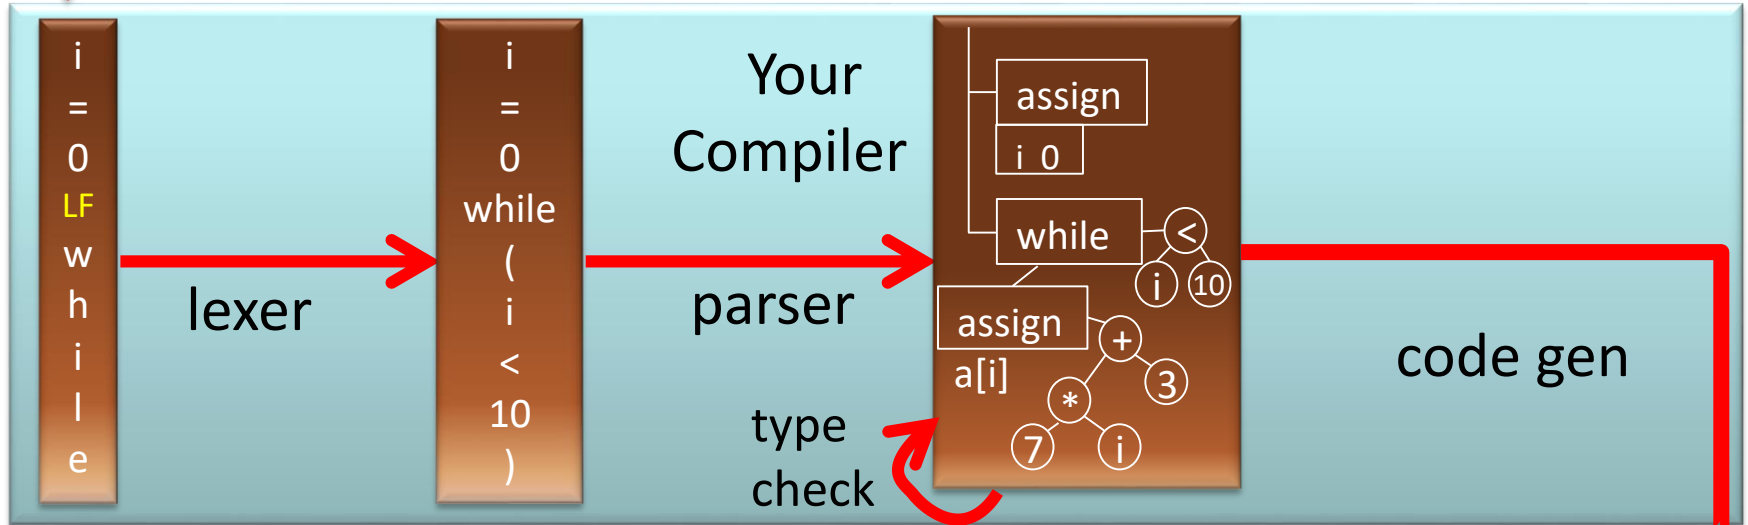 i
=
0
LF
w
h
i
l
e
lexer
i
=
0
while
(
i
<
10
)
Your
Compiler
parser
type
check
assign
i 0
while
<
i
10
assign
a[i]
+
*
3
7
i
code gen